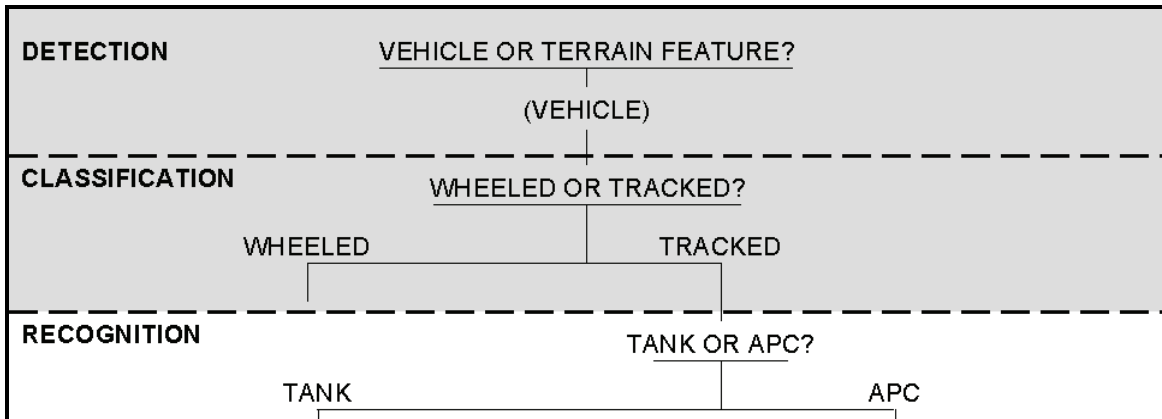 DETECTION
VEHICLE OR TERRAIN FEATURE?
(VEHICLE)
CLASSIFICATION
WHEELED OR TRACKED?
WHEELED TRACKED
RECOGNITION
TANK OR APC?
TANK APC